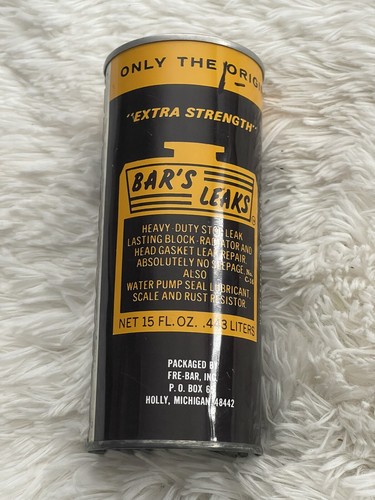 ONLY THE ORIG
"EXTRA STRENGTH"
BAR'S
LEAKS
HEAVY-DUTY STOP LEAK
LASTING BLOCK-RADIATOR AND
HEAD GASKET LEAK REPAIR.
ABSOLUTELY NO SEEPAGE.
ALSO
WATER PUMP SEAL LUBRICANT
SCALE AND RUST RESISTOR.
NET 15 FL. OZ. .443 LITERS
PACKAGED BY
FRE-BAR, INC.
P. O. BOX
HOLLY, MICHIGAN 48442